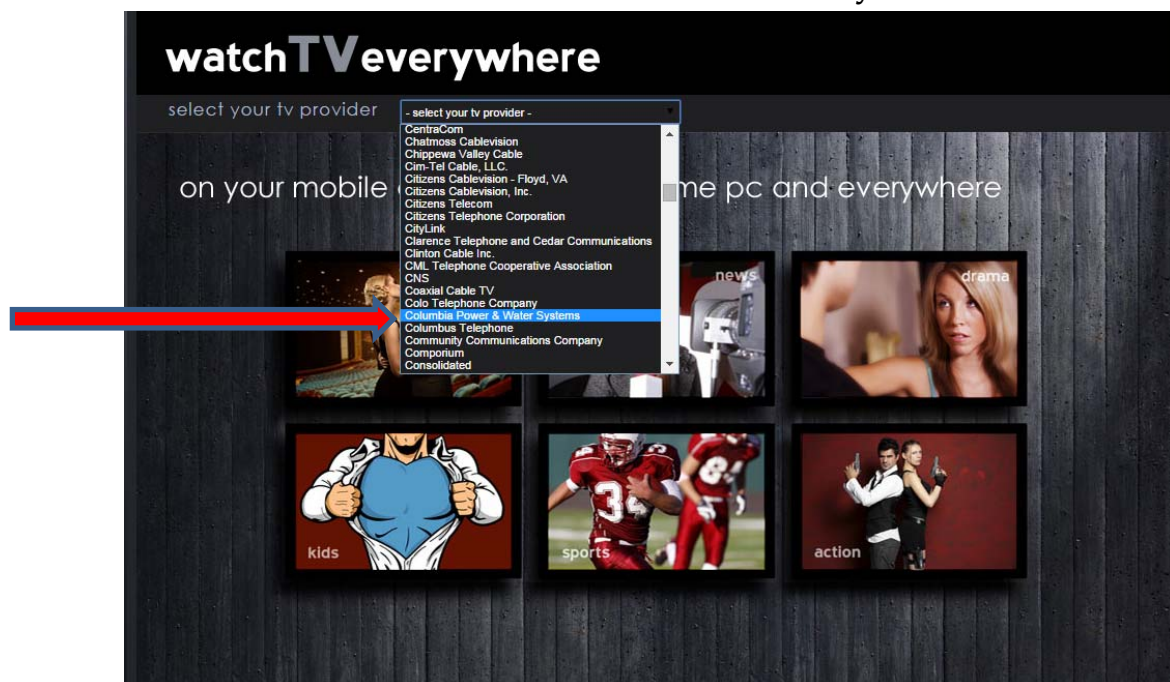 watchTVeverywhere
select your tv provider
- select your tv provider -
CentraCom
Chatmoss Cablevision
Chippewa Valley Cable
Cim-Tel Cable, LLC.
Citizens Cablevision - Floyd, VA
Citizens Cablevision, Inc.
Citizens Telecom
Citizens Telephone Corporation
CityLink
Clarence Telephone and Cedar Communications
Clinton Cable Inc.
CML Telephone Cooperative Association
CNS
Coaxial Cable TV
Colo Telephone Company
Columbia Power & Water Systems
Columbus Telephone
Community Communications Company
Comporium
Consolidated
on your mobile me pc and everywhere
news
drama
34
84
kids
sports
action